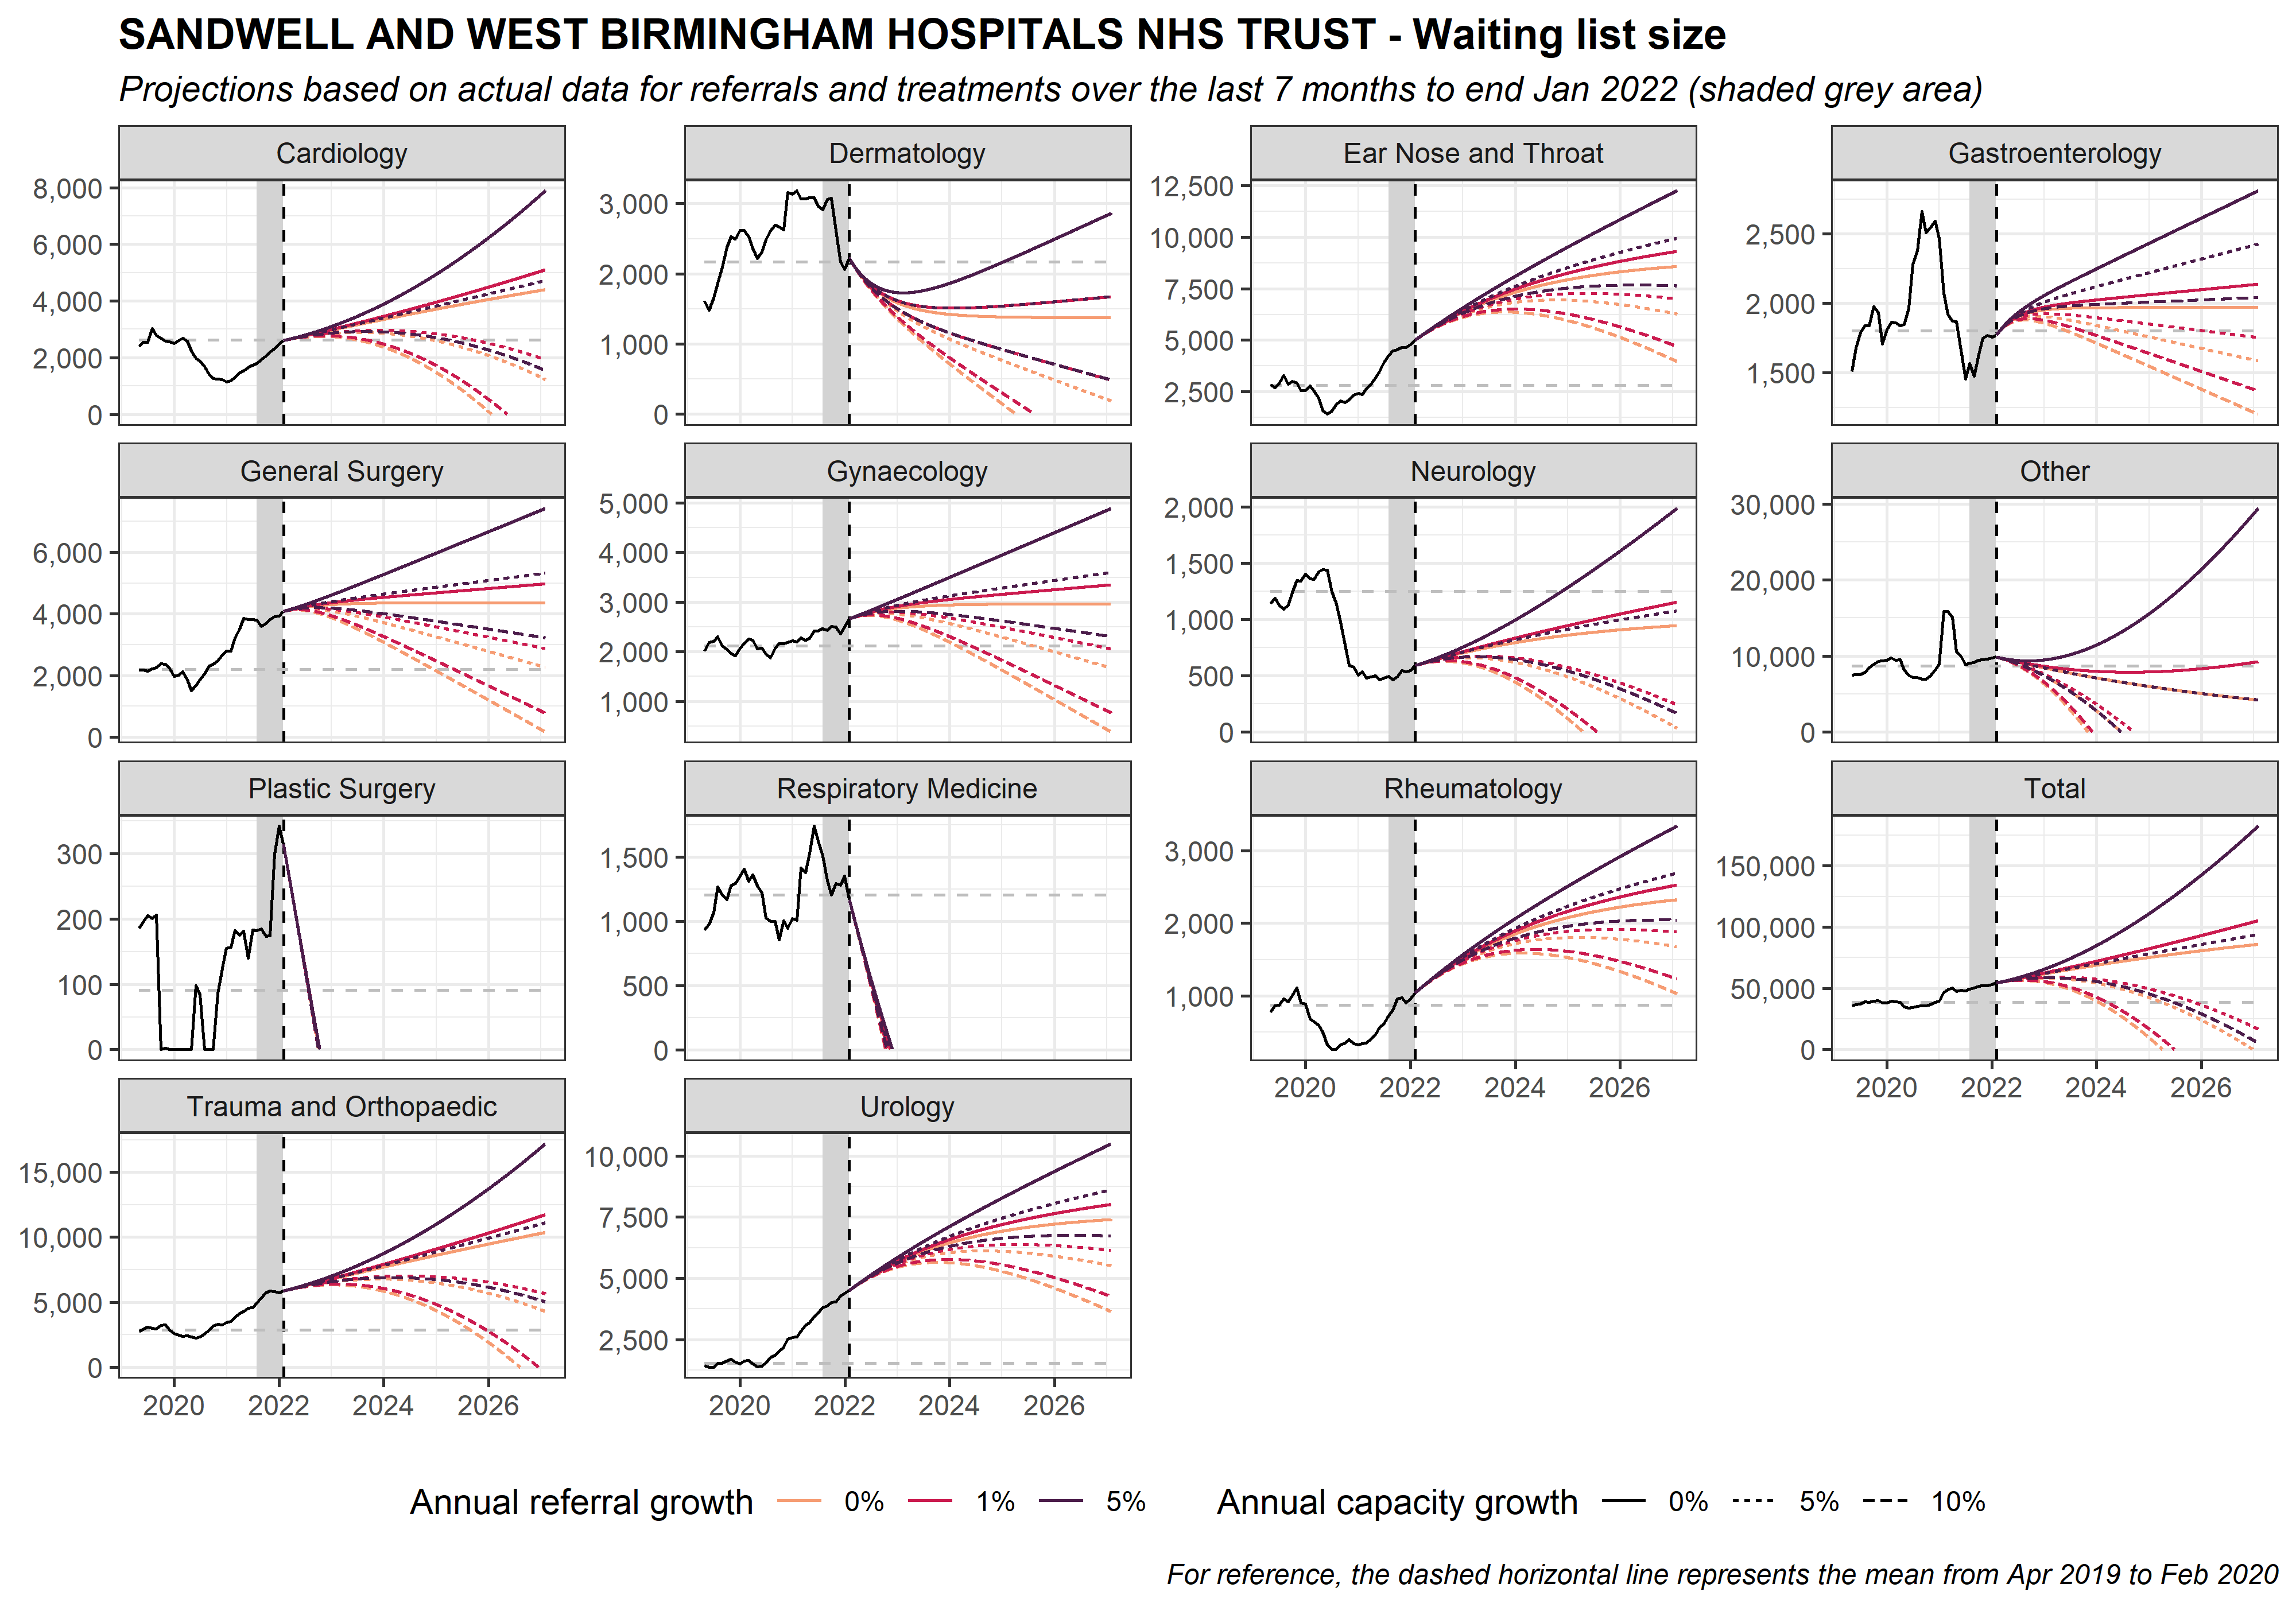 SANDWELL AND WEST BIRMINGHAM HOSPITALS NHS TRUST - Waiting list size
Projections based on actual data for referrals and treatments over the last 7 months to end Jan 2022 (shaded grey area)
Cardiology
8,000
6,000
4,000
2,000
0
Dermatology
3,000
2,000
1,000
0
Ear Nose and Throat
12,500
10,000
7,500
5,000
2,500
Gastroenterology
2,500
2,000
1,500
General Surgery
6,000
4,000
2,000
0
Gynaecology
5,000
4,000
3,000
2,000
1,000
Neurology
2,000
1,500
1,000
500
0
Other
30,000
20,000
10,000
0
Plastic Surgery
300
200
100
0
Respiratory Medicine
1,500
1,000
500
0
Rheumatology
3,000
2,000
1,000
2020 2022 2024 2026
Total
150,000
100,000
50,000
0
2020 2022 2024 2026
Trauma and Orthopaedic
15,000
10,000
5,000
0
2020 2022 2024 2026
Urology
10,000
7,500
5,000
2,500
2020 2022 2024 2026
Annual referral growth 0% 1% 5% Annual capacity growth 0% 5% 10%
For reference, the dashed horizontal line represents the mean from Apr 2019 to Feb 2020